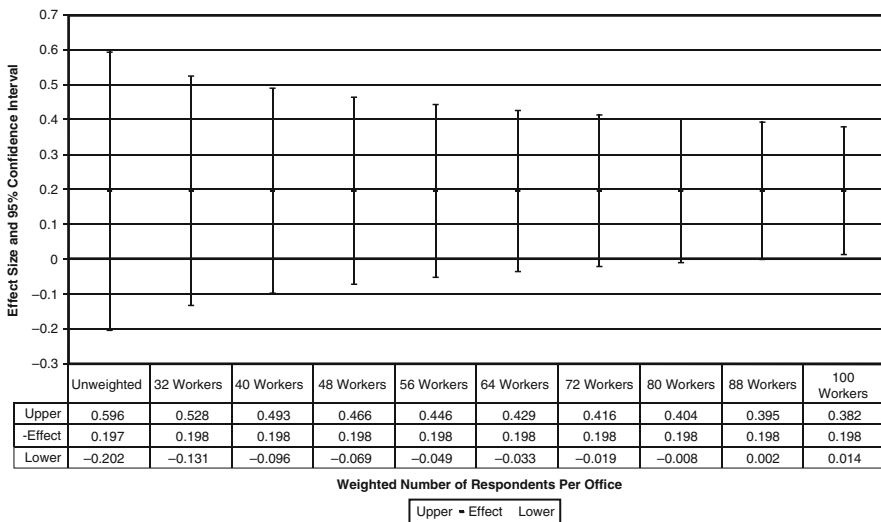 Effect Size and 95% Confidence Interval
0.7
0.6
0.5
0.4
0.3
0.2
0.1
0
−0.1
−0.2
−0.3
Unweighted 32 Workers 40 Workers 48 Workers 56 Workers 64 Workers 72 Workers 80 Workers 88 Workers 100 Workers
Upper 0.596 0.528 0.493 0.466 0.446 0.429 0.416 0.404 0.395 0.382
-Effect 0.197 0.198 0.198 0.198 0.198 0.198 0.198 0.198 0.198 0.198
Lower −0.202 −0.131 −0.096 −0.069 −0.049 −0.033 −0.019 −0.008 0.002 0.014
Weighted Number of Respondents Per Office
Upper - Effect Lower